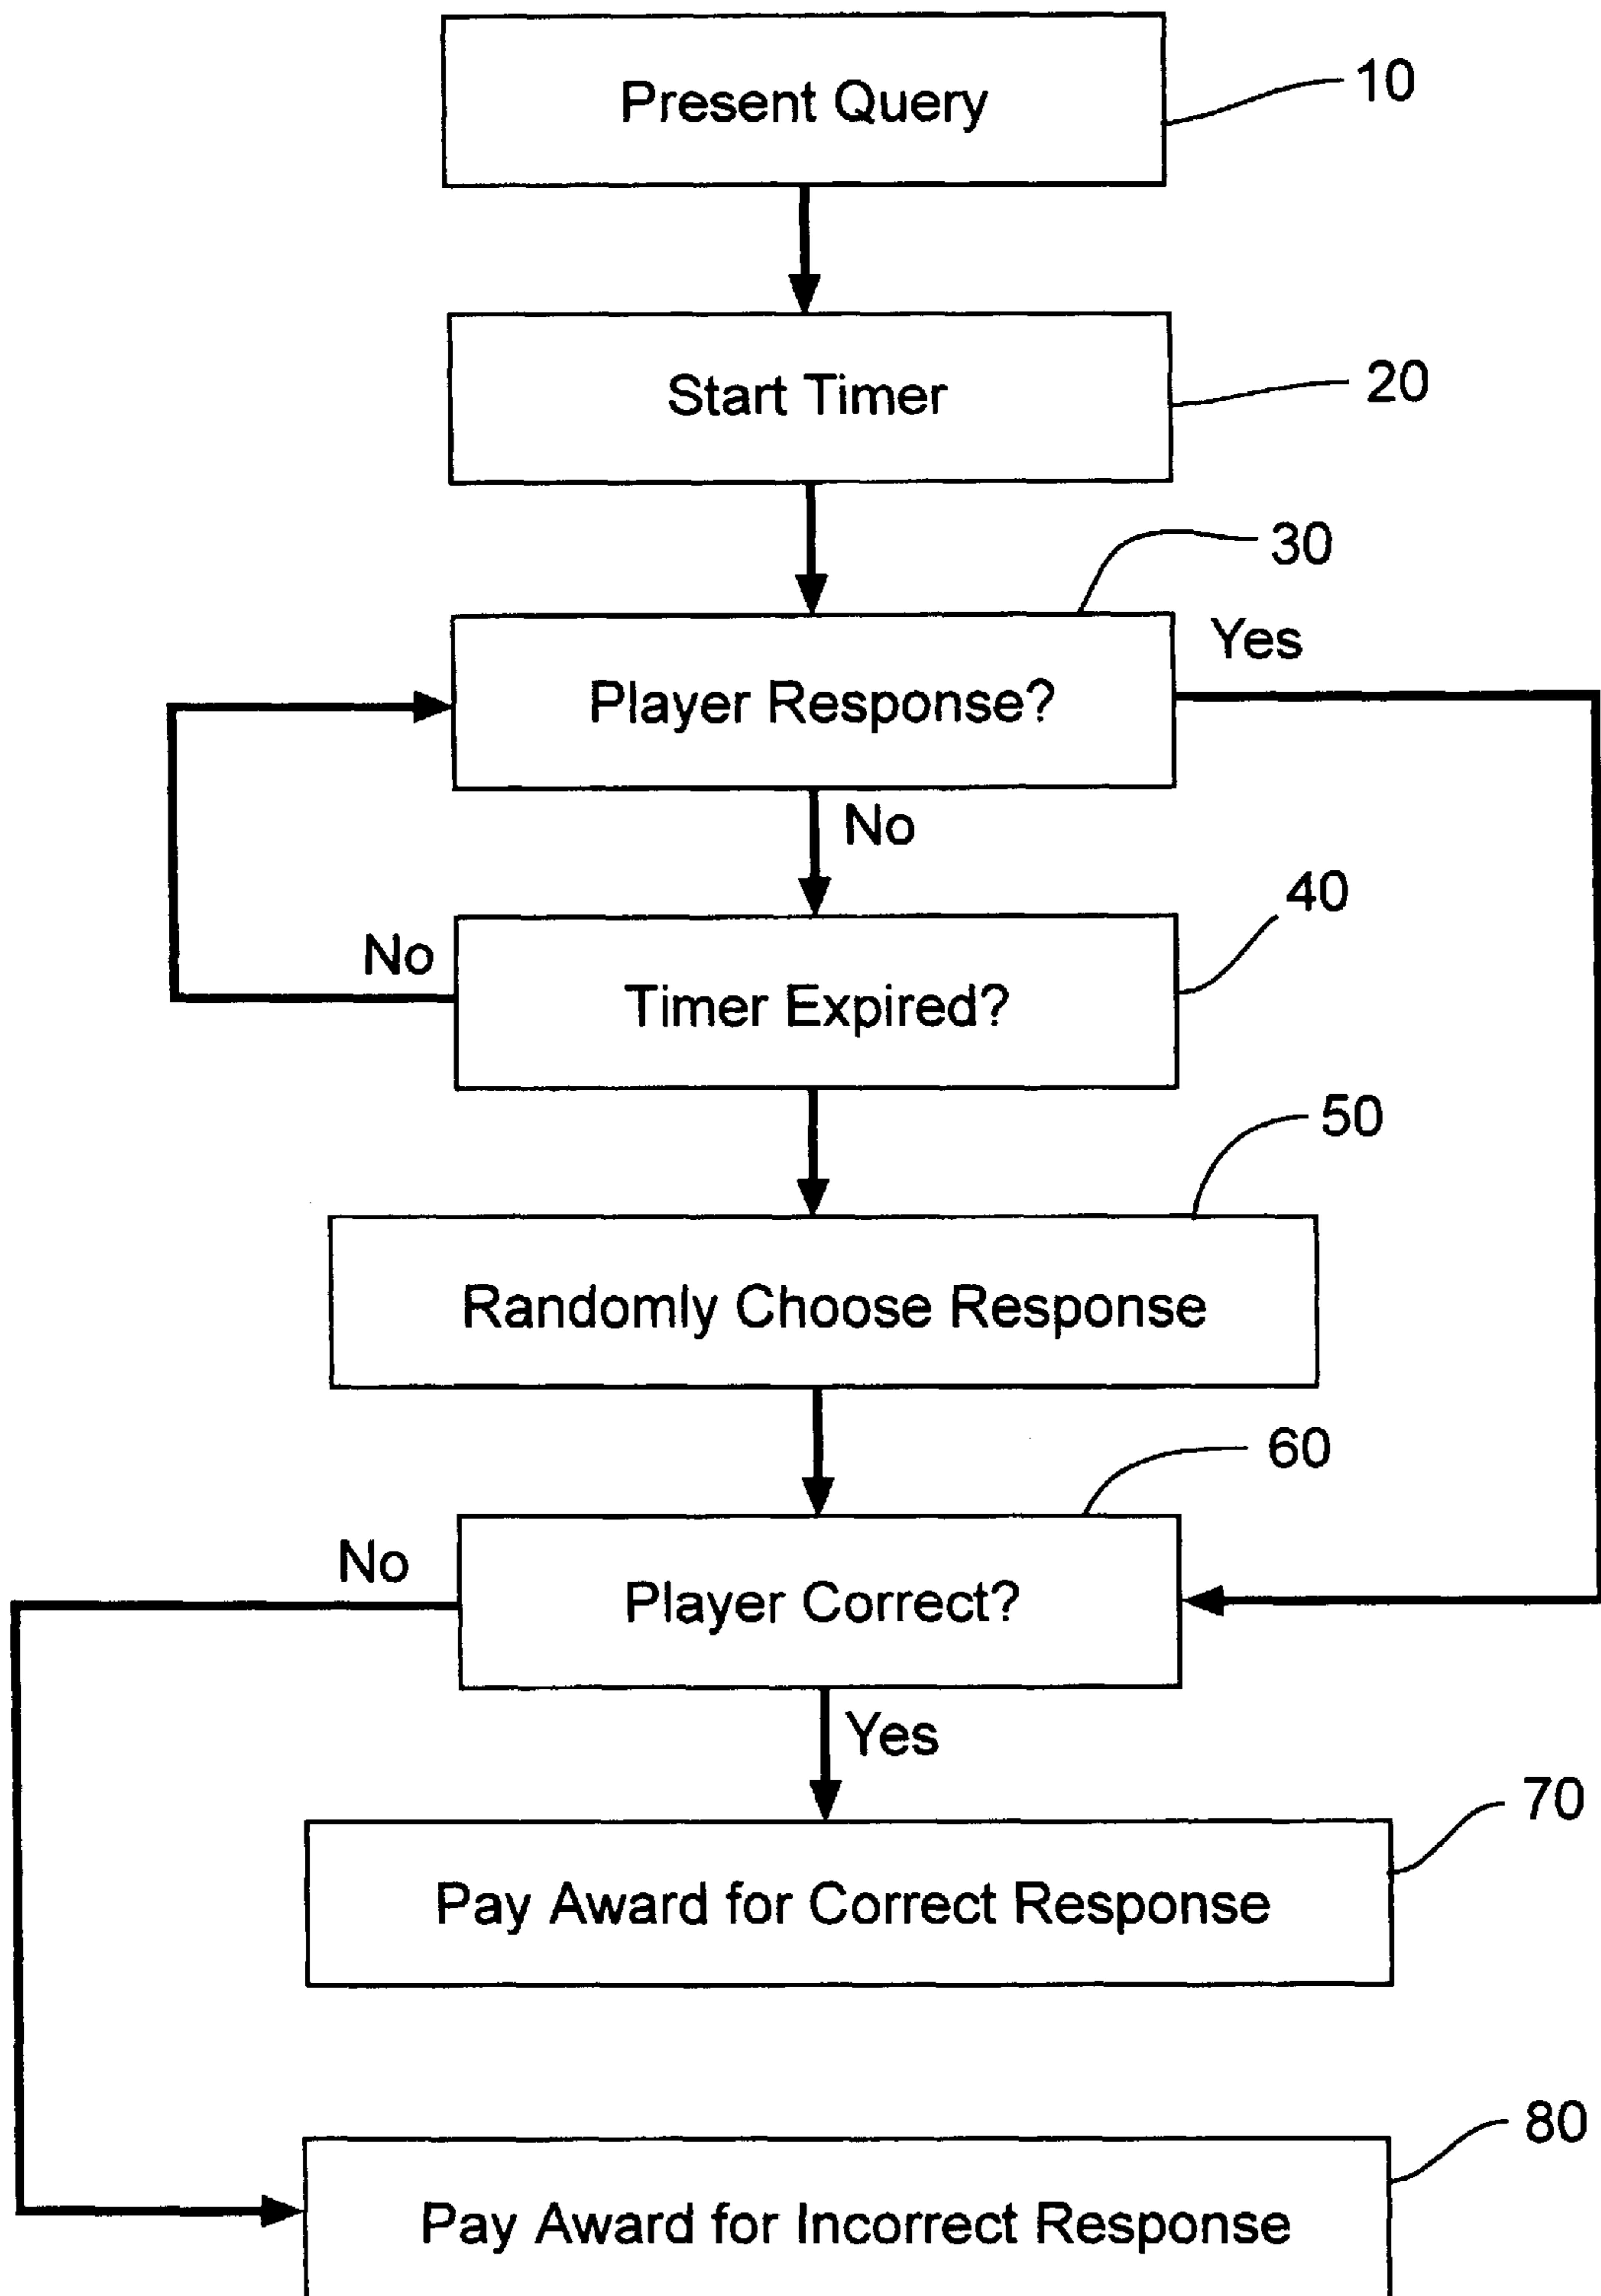 Present Query
10
Start Timer
20
30
Yes
Player Response?
No
40
No
Timer Expired?
50
Randomly Choose Response
60
No
Player Correct?
Yes
70
Pay Award for Correct Response
80
Pay Award for Incorrect Response